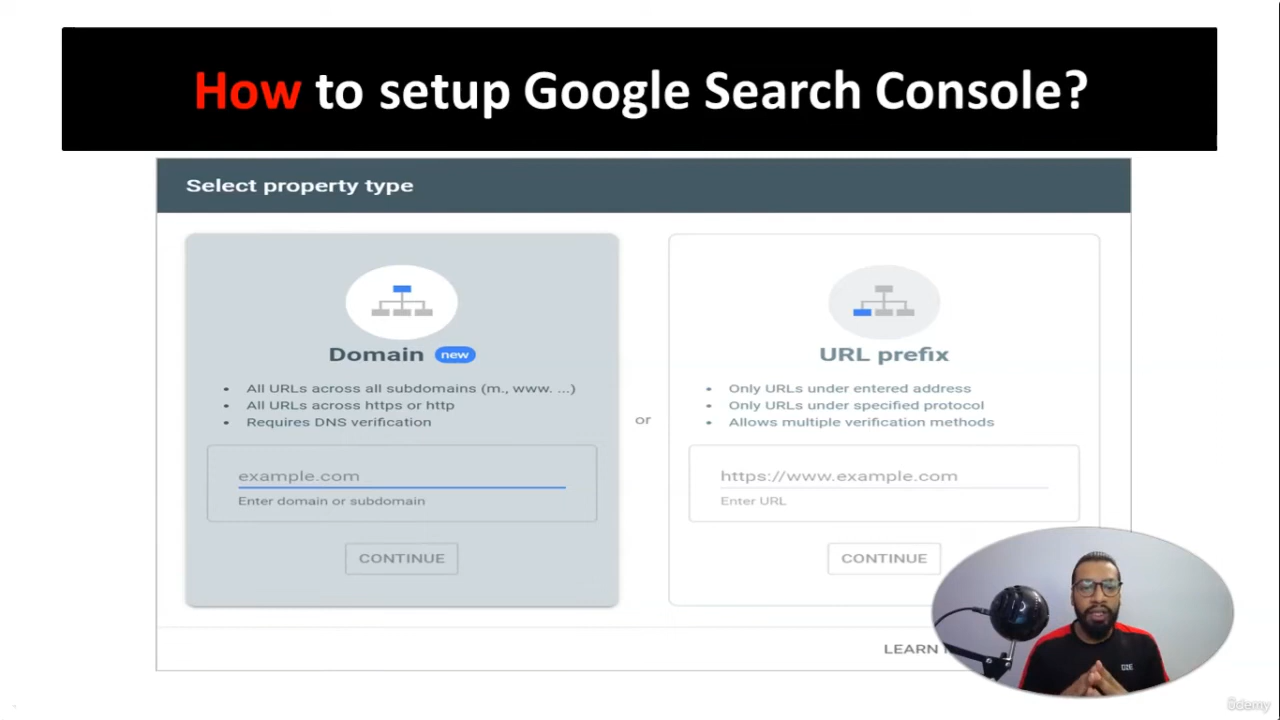 How to setup Google Search Console?
Select property type
Domain new
All URLs across all subdomains (m., www. ...)
All URLs across https or http
Requires DNS verification
example.com
Enter domain or subdomain
CONTINUE
or
URL prefix
Only URLs under entered address
Only URLs under specified protocol
Allows multiple verification methods
https://www.example.com
Enter URL
CONTINUE
LEARN
ûdemy